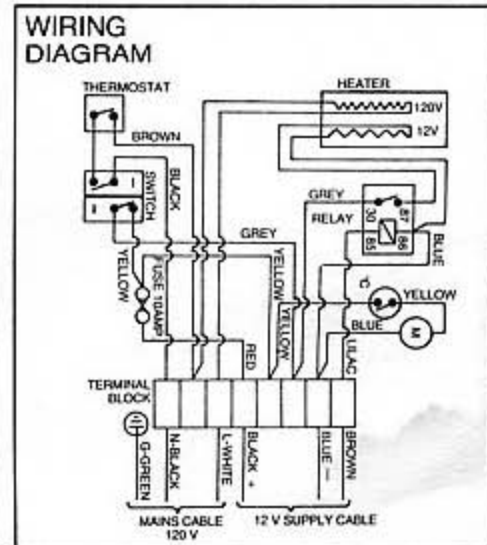 WIRING
DIAGRAM
THERMOSTAT
HEATER
120V
12V
BROWN
BLACK
SWITCH
I
I
GREY
RELAY
30
87
85
86
BLUE
GREY
YELLOW
FUSE 10AMP
YELLOW
YELLOW
°C
YELLOW
BLUE
M
RED
LILAC
TERMINAL
BLOCK
G-GREEN
N-BLACK
L-WHITE
BLACK +
BLUE —
BROWN
MAINS CABLE
120 V
12 V SUPPLY CABLE